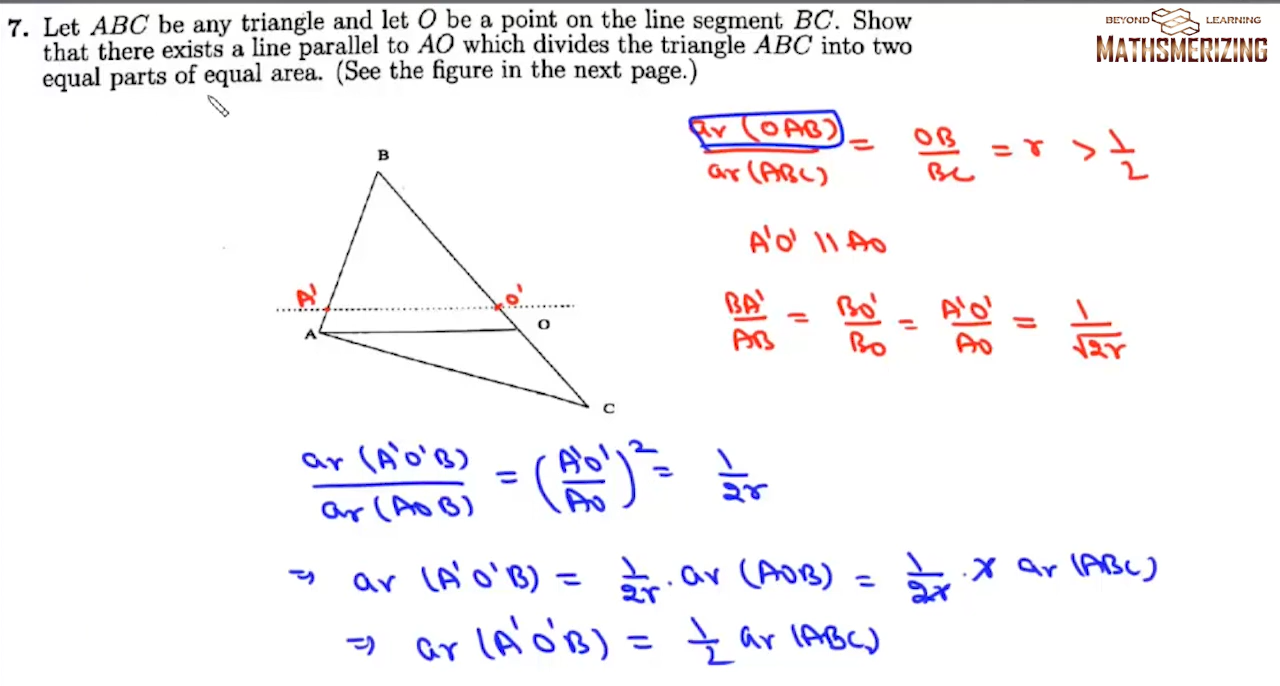 7. Let ABC be any triangle and let O be a point on the line segment BC. Show
that there exists a line parallel to AO which divides the triangle ABC into two
equal parts of equal area. (See the figure in the next page.)
BEYOND LEARNING
MATHSMERIZING
ar (OAB) / ar (ABC) = OB / BC = r > 1/2
A'O' || AO
BA' / AB = BO' / BO = A'O' / AO = 1 / √2r
B
A'
O'
A
O
C
ar (A'O'B) / ar (AOB) = (A'O' / AO)² = 1 / 2r
⇒ ar (A'O'B) = 1/2r · ar (AOB) = 1/2r · r ar (ABC)
⇒ ar (A'O'B) = 1/2 ar (ABC)